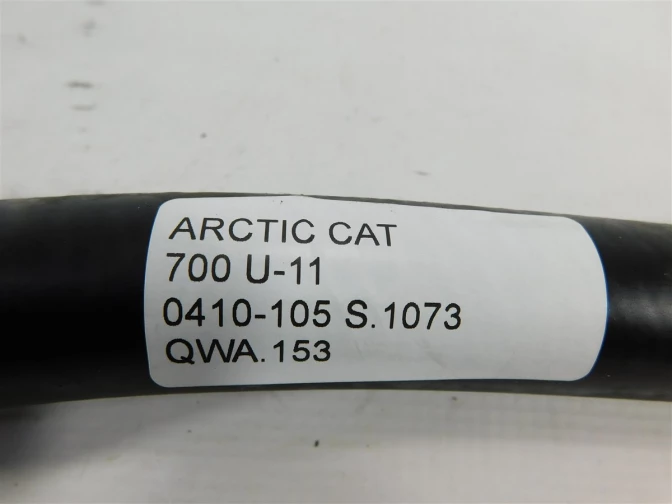 ARCTIC CAT
700 U-11
0410-105 S.1073
QWA.153